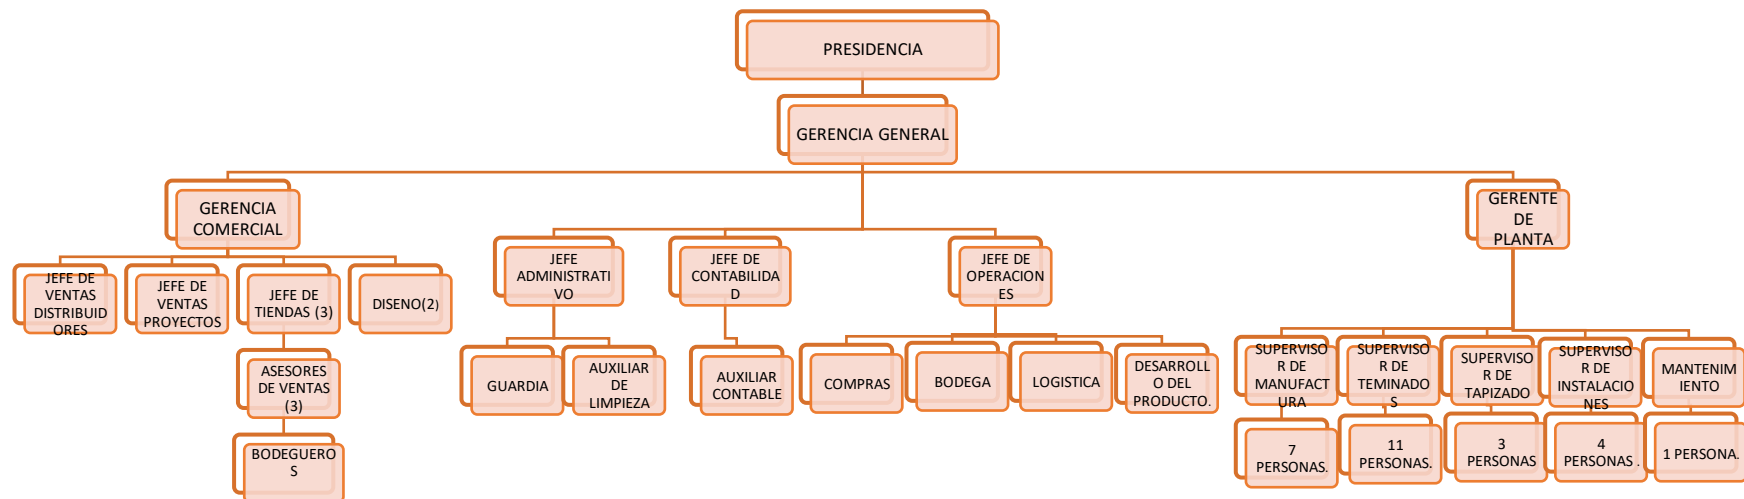 PRESIDENCIA
GERENCIA GENERAL
GERENCIA
COMERCIAL
GERENTE
DE
PLANTA
JEFE
ADMINISTRATI
VO
JEFE DE
CONTABILIDA
D
JEFE DE
OPERACION
ES
JEFE DE
VENTAS
DISTRIBUID
ORES
JEFE DE
VENTAS
PROYECTOS
JEFE DE
TIENDAS (3)
DISENO(2)
ASESORES
DE VENTAS
(3)
BODEGUERO
S
GUARDIA
AUXILIAR
DE
LIMPIEZA
AUXILIAR
CONTABLE
COMPRAS
BODEGA
LOGISTICA
DESARROLL
O DEL
PRODUCTO.
SUPERVISO
R DE
MANUFACT
URA
SUPERVISO
R DE
TEMINADO
S
SUPERVISO
R DE
TAPIZADO
SUPERVISO
R DE
INSTALACIO
NES
MANTENIM
IENTO
7
PERSONAS.
11
PERSONAS.
3
PERSONAS
4
PERSONAS .
1 PERSONA.